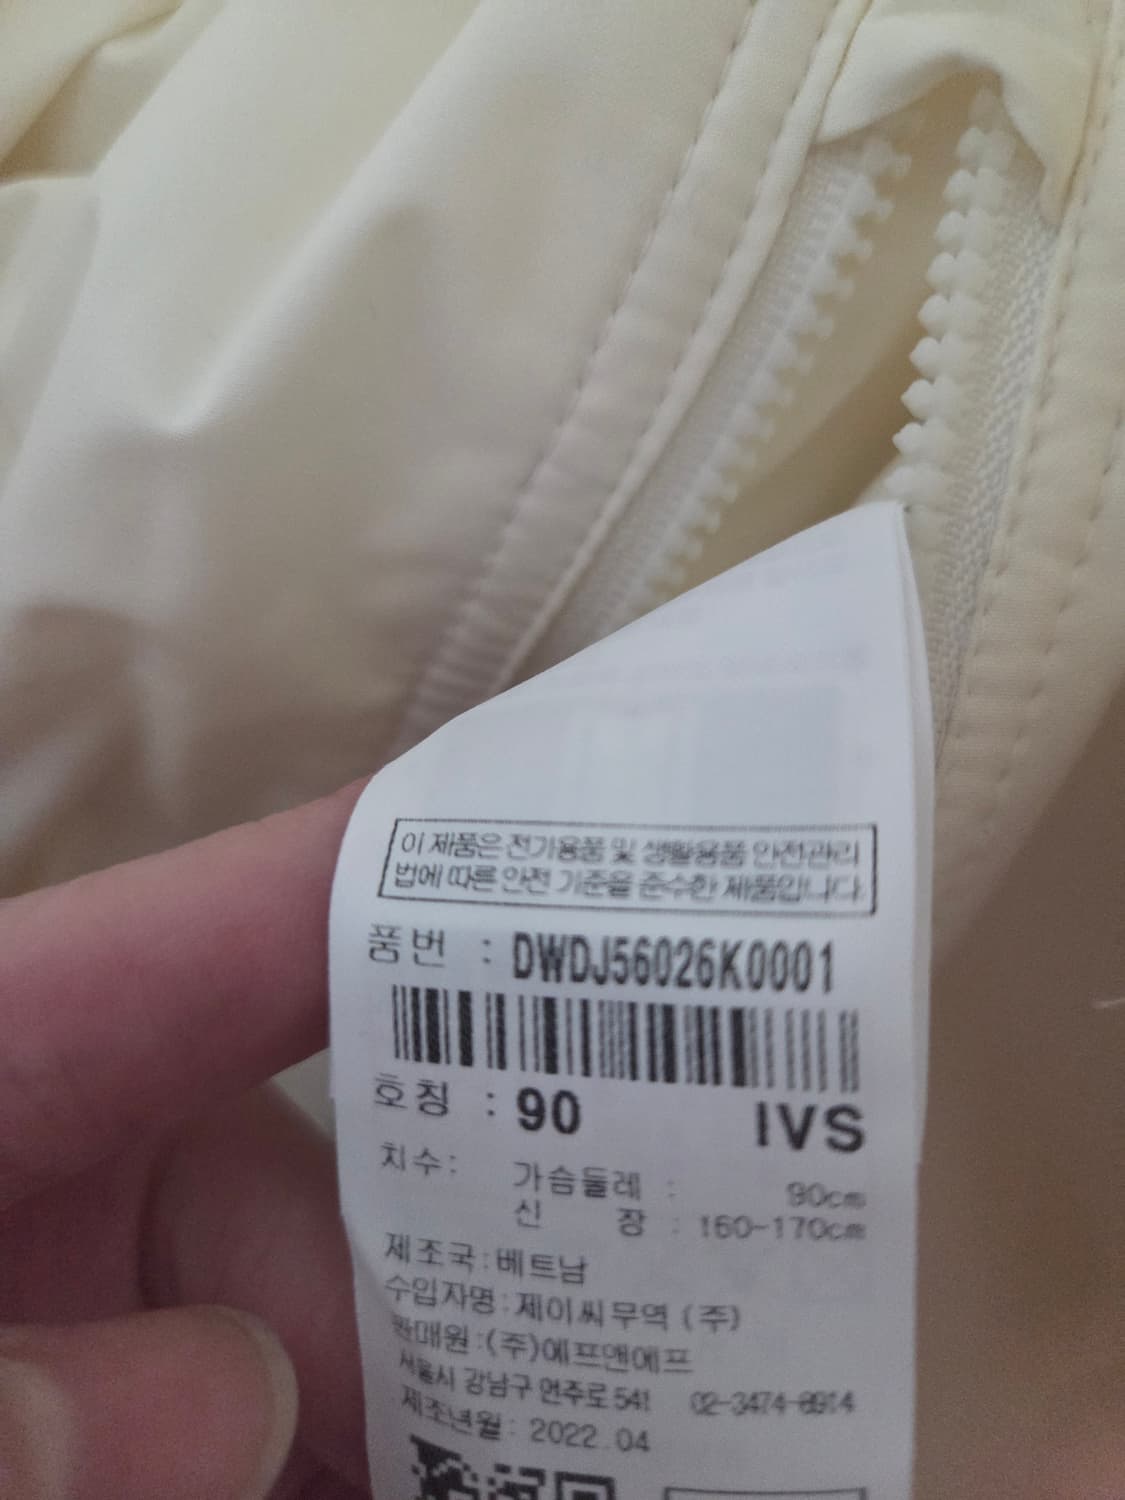 이 제품은 전기용품 및 생활용품 안전관리
법에 따른 안전 기준을 준수한 제품입니다.
품번 : DWDJ56026K0001
호칭 : 90 IVS
치수: 가슴둘레 : 90cm
신 장 : 160-170cm
제조국:베트남
수입자명:제이씨무역 (주)
판매원:(주)에프앤에프
서울시 강남구 언주로 541 02-3474-8914
제조년월: 2022.04